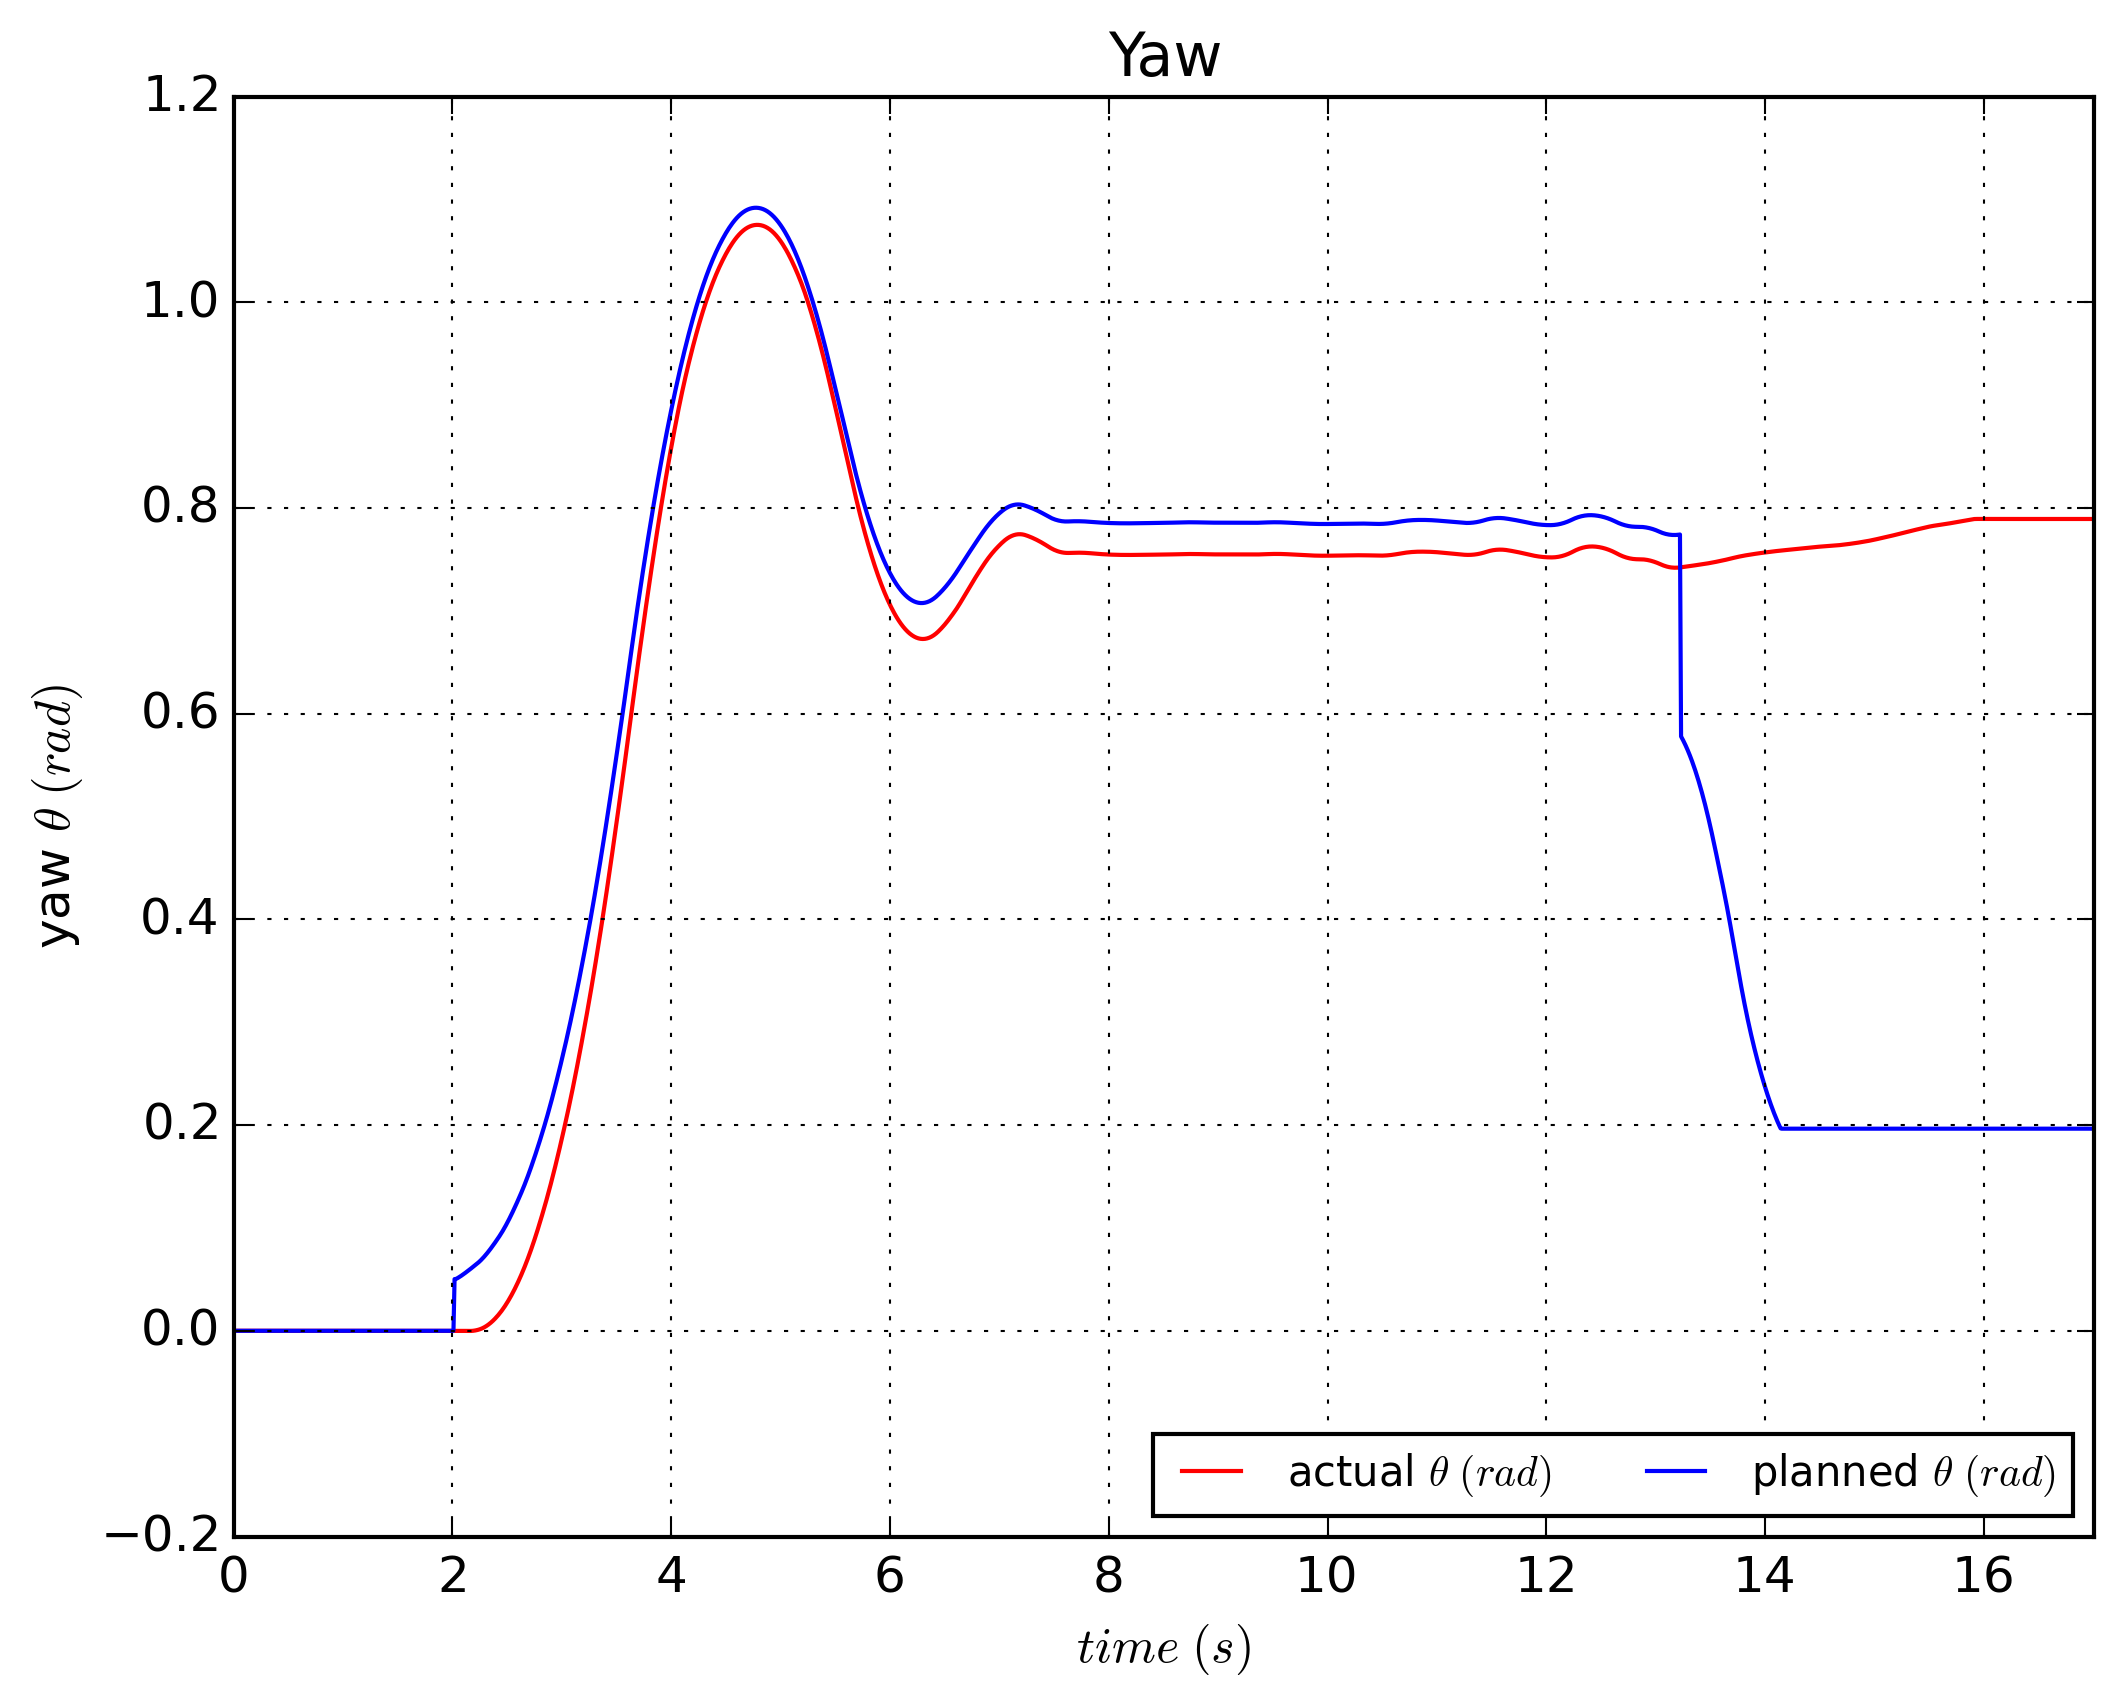 Yaw
1.2
1.0
0.8
0.6
0.4
0.2
0.0
−0.2
yaw θ (rad)
actual θ (rad) planned θ (rad)
0 2 4 6 8 10 12 14 16
time (s)